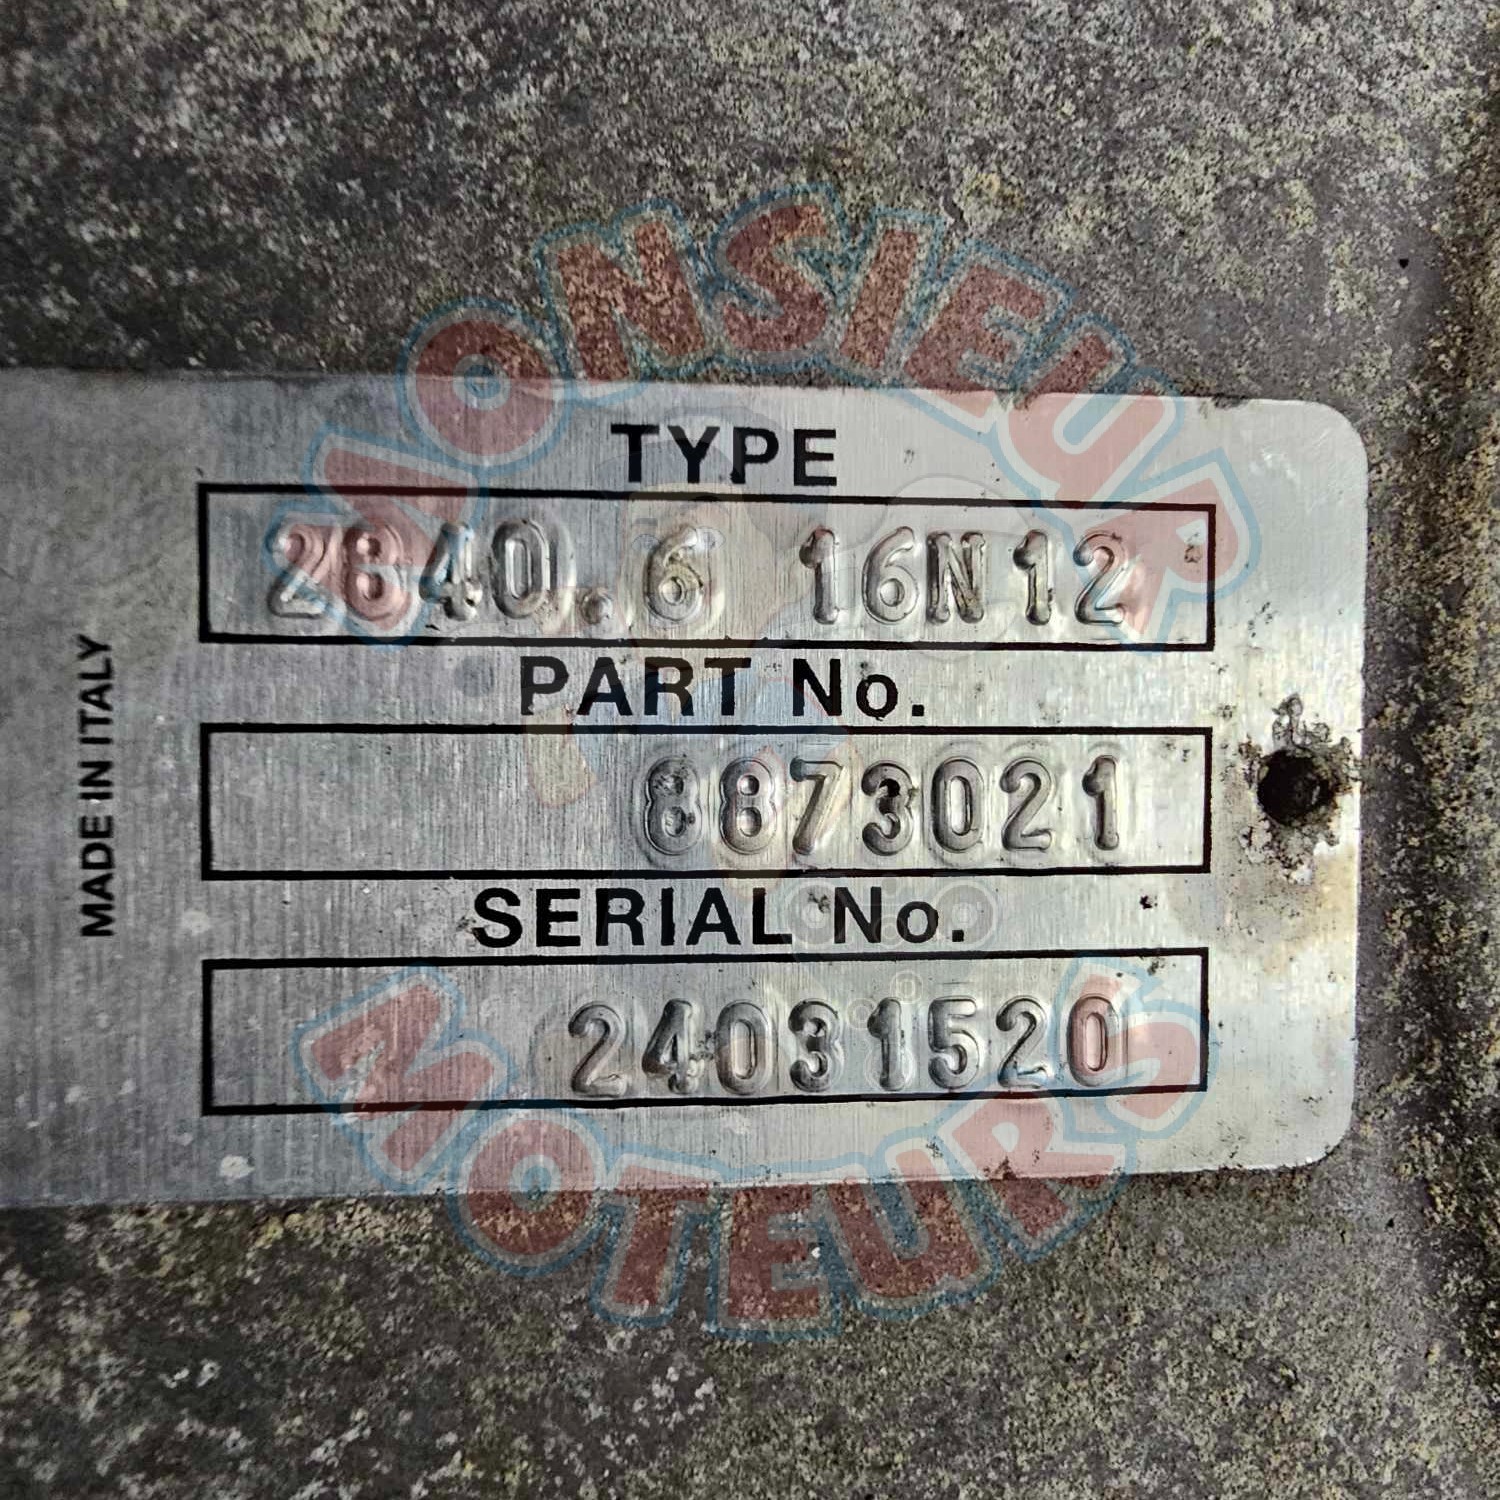 MONSIEUR
TYPE
2840.6 16N12
PART No.
8873021
SERIAL No.
24031520
MADE IN ITALY
MOTEURS